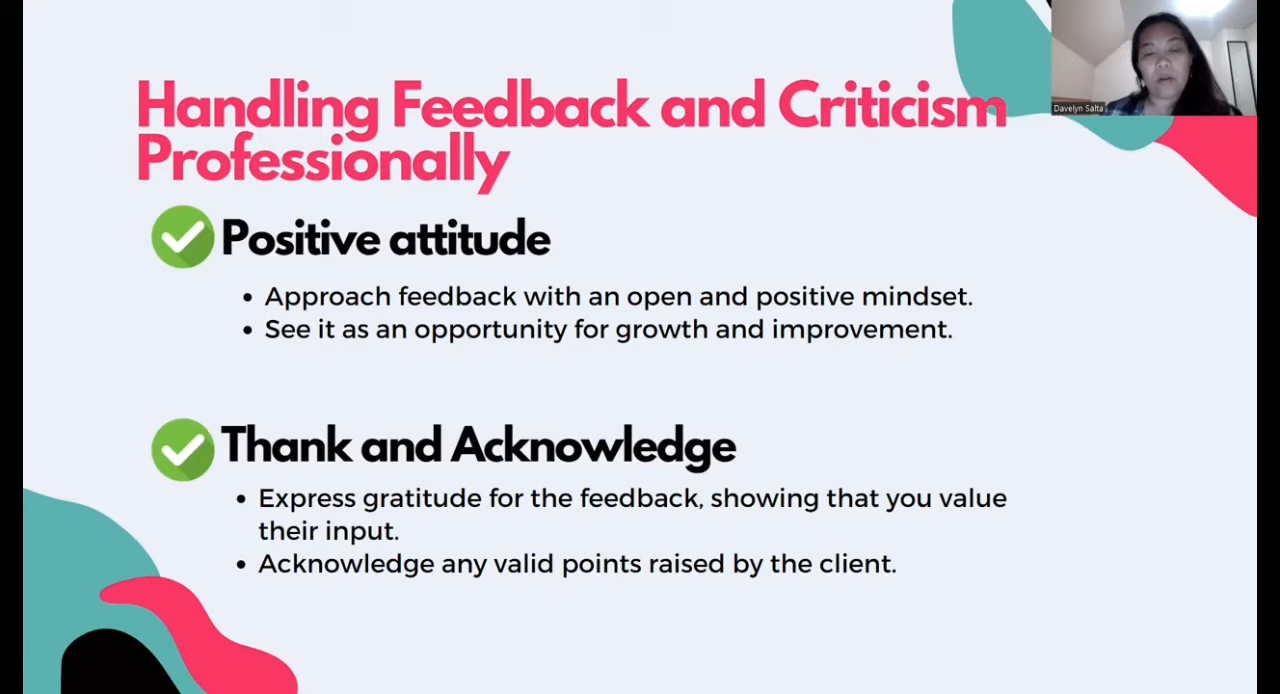 Handling Feedback and Criticism
Professionally
Davelyn Salta
Positive attitude
• Approach feedback with an open and positive mindset.
• See it as an opportunity for growth and improvement.
Thank and Acknowledge
• Express gratitude for the feedback, showing that you value
their input.
• Acknowledge any valid points raised by the client.